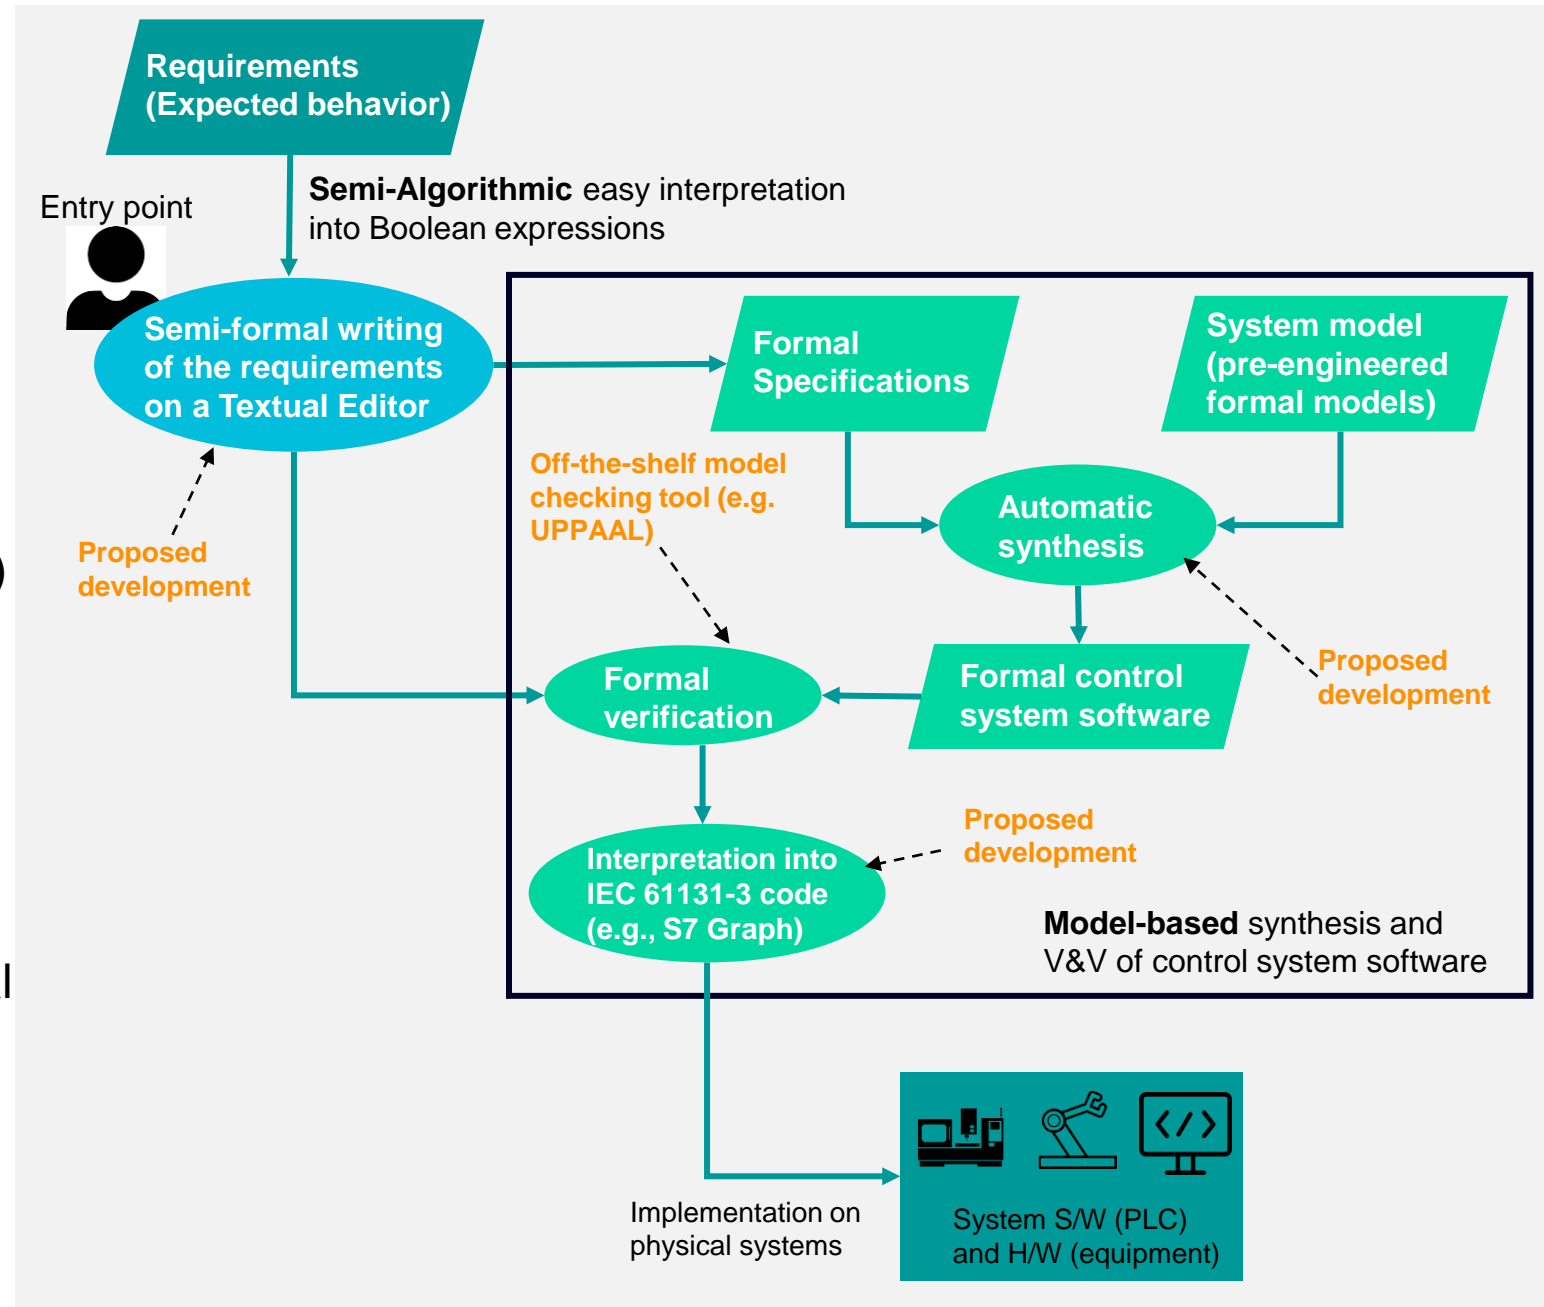 Requirements
(Expected behavior)
Semi-Algorithmic easy interpretation
into Boolean expressions
Entry point
Semi-formal writing
of the requirements
on a Textual Editor
Formal
Specifications
System model
(pre-engineered
formal models)
Off-the-shelf model
checking tool (e.g.
UPPAAL)
Automatic
synthesis
Proposed
development
Formal
verification
Formal control
system software
Proposed
development
Interpretation into
IEC 61131-3 code
(e.g., S7 Graph)
Proposed
development
Model-based synthesis and
V&V of control system software
Implementation on
physical systems
System S/W (PLC)
and H/W (equipment)